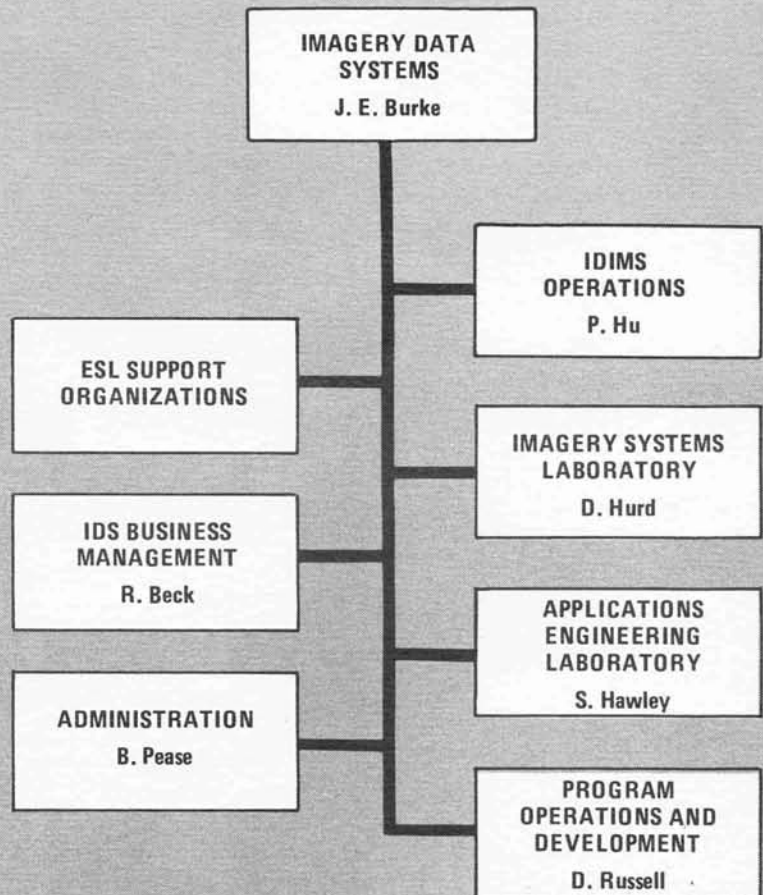 IMAGERY DATA
SYSTEMS
J. E. Burke
IDIMS
OPERATIONS
P. Hu
ESL SUPPORT
ORGANIZATIONS
IMAGERY SYSTEMS
LABORATORY
D. Hurd
IDS BUSINESS
MANAGEMENT
R. Beck
APPLICATIONS
ENGINEERING
LABORATORY
S. Hawley
ADMINISTRATION
B. Pease
PROGRAM
OPERATIONS AND
DEVELOPMENT
D. Russell